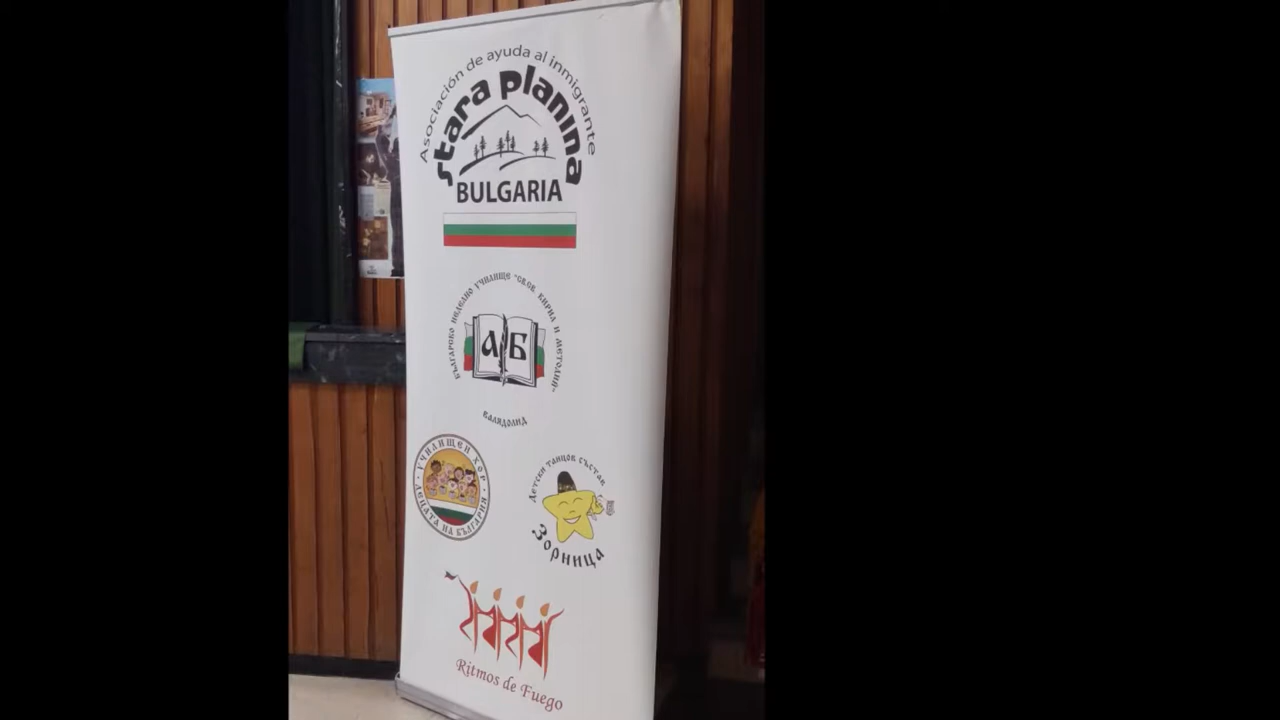 Asociación de ayuda al inmigrante
stara planina
BULGARIA
БЪЛГАРСКО НЕДЕЛНО УЧИЛИЩЕ "СВ.СВ. КИРИЛ И МЕТОДИЙ"
А Б
ВАЛЯДОЛИД
УЧИЛИЩЕН ХОР
ДЕЦАТА НА БЪЛГАРИЯ
Детски танцов състав
Зорница
Ritmos de Fuego